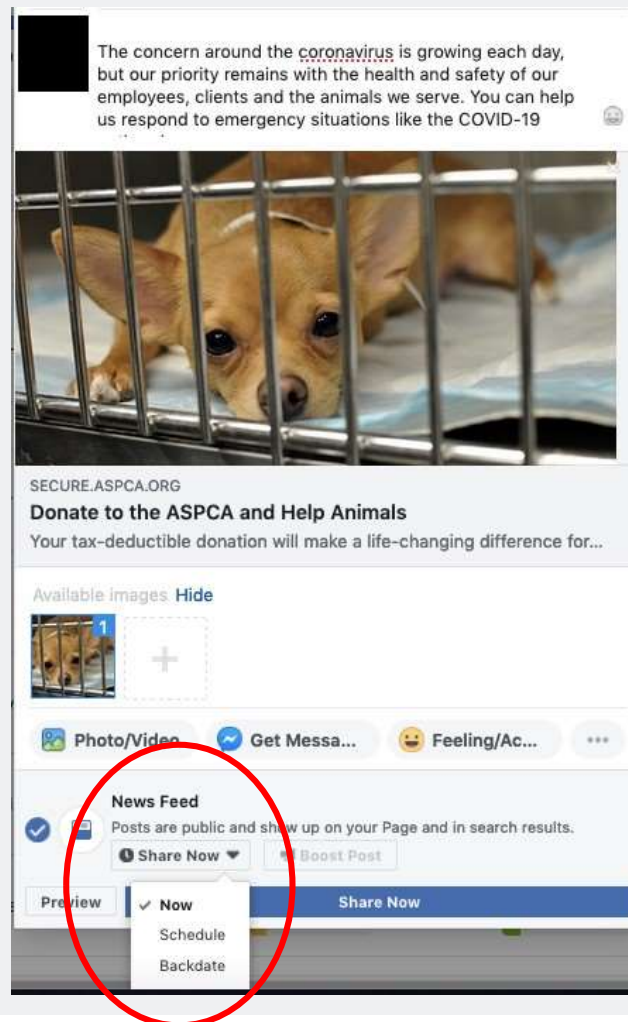 The concern around the coronavirus is growing each day,
but our priority remains with the health and safety of our
employees, clients and the animals we serve. You can help
us respond to emergency situations like the COVID-19
SECURE.ASPCA.ORG
Donate to the ASPCA and Help Animals
Your tax-deductible donation will make a life-changing difference for...
Available images Hide
1
Photo/Video
Get Messa...
Feeling/Ac...
News Feed
Posts are public and show up on your Page and in search results.
Share Now
Boost Post
Preview
Share Now
Now
Schedule
Backdate